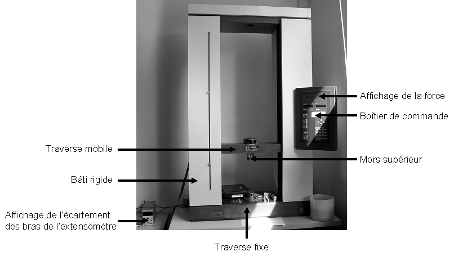 Affichage de la force
Boîtier de commande
Traverse mobile
Mors supérieur
Bâti rigide
Affichage de l'écartement
des bras de l'extensomètre
Traverse fixe